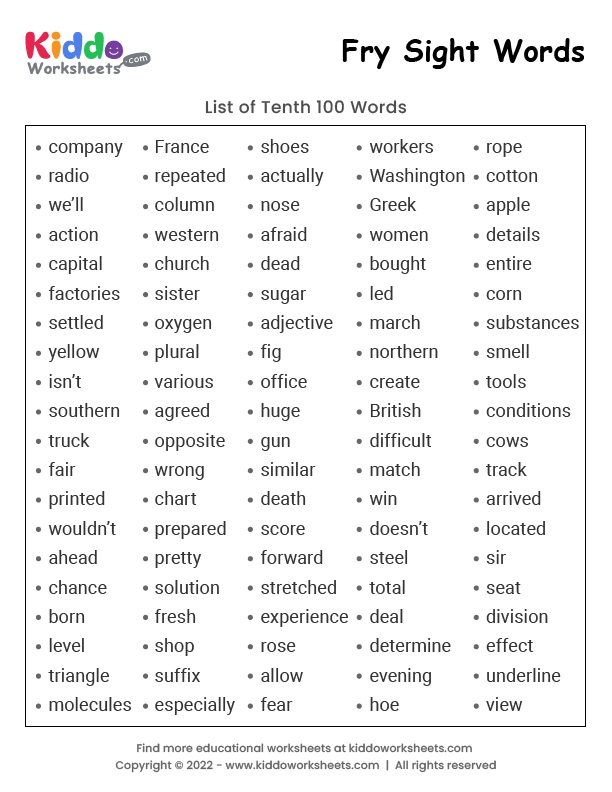 Kiddo
Worksheets .com
Fry Sight Words
List of Tenth 100 Words
• company • France • shoes • workers • rope
• radio • repeated • actually • Washington • cotton
• we’ll • column • nose • Greek • apple
• action • western • afraid • women • details
• capital • church • dead • bought • entire
• factories • sister • sugar • led • corn
• settled • oxygen • adjective • march • substances
• yellow • plural • fig • northern • smell
• isn’t • various • office • create • tools
• southern • agreed • huge • British • conditions
• truck • opposite • gun • difficult • cows
• fair • wrong • similar • match • track
• printed • chart • death • win • arrived
• wouldn’t • prepared • score • doesn’t • located
• ahead • pretty • forward • steel • sir
• chance • solution • stretched • total • seat
• born • fresh • experience • deal • division
• level • shop • rose • determine • effect
• triangle • suffix • allow • evening • underline
• molecules • especially • fear • hoe • view
Find more educational worksheets at kiddoworksheets.com
Copyright © 2022 - www.kiddoworksheets.com | All rights reserved